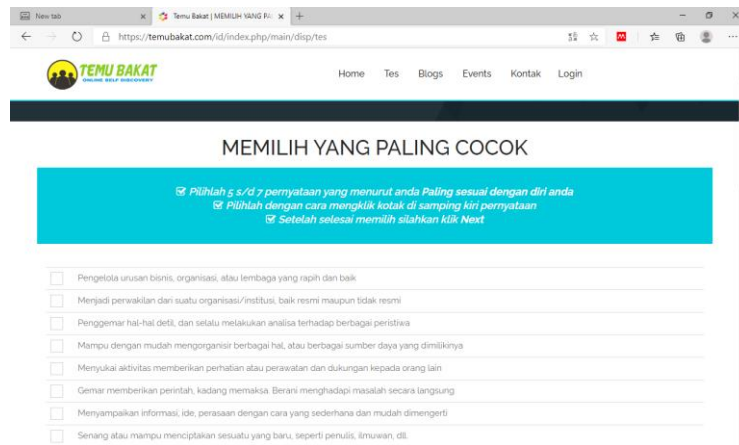 New tab
Temu Bakat | MEMILIH YANG PA
https://temubakat.com/id/index.php/main/disp/tes
TEMU BAKAT
ONLINE SELF DISCOVERY
Home Tes Blogs Events Kontak Login
MEMILIH YANG PALING COCOK
Pilihlah 5 s/d 7 pernyataan yang menurut anda Paling sesuai dengan diri anda
Pilihlah dengan cara mengklik kotak di samping kiri pernyataan
Setelah selesai memilih silahkan klik Next
Pengelola urusan bisnis, organisasi, atau lembaga yang rapih dan baik
Menjadi perwakilan dari suatu organisasi/institusi, baik resmi maupun tidak resmi
Penggemar hal-hal detil, dan selalu melakukan analisa terhadap berbagai peristiwa
Mampu dengan mudah mengorganisir berbagai hal, atau berbagai sumber daya yang dimilikinya
Menyukai aktivitas memberikan perhatian atau perawatan dan dukungan kepada orang lain
Gemar memberikan perintah, kadang memaksa. Berani menghadapi masalah secara langsung
Menyampaikan informasi, ide, perasaan dengan cara yang sederhana dan mudah dimengerti
Senang atau mampu menciptakan sesuatu yang baru, seperti penulis, ilmuwan, dll.